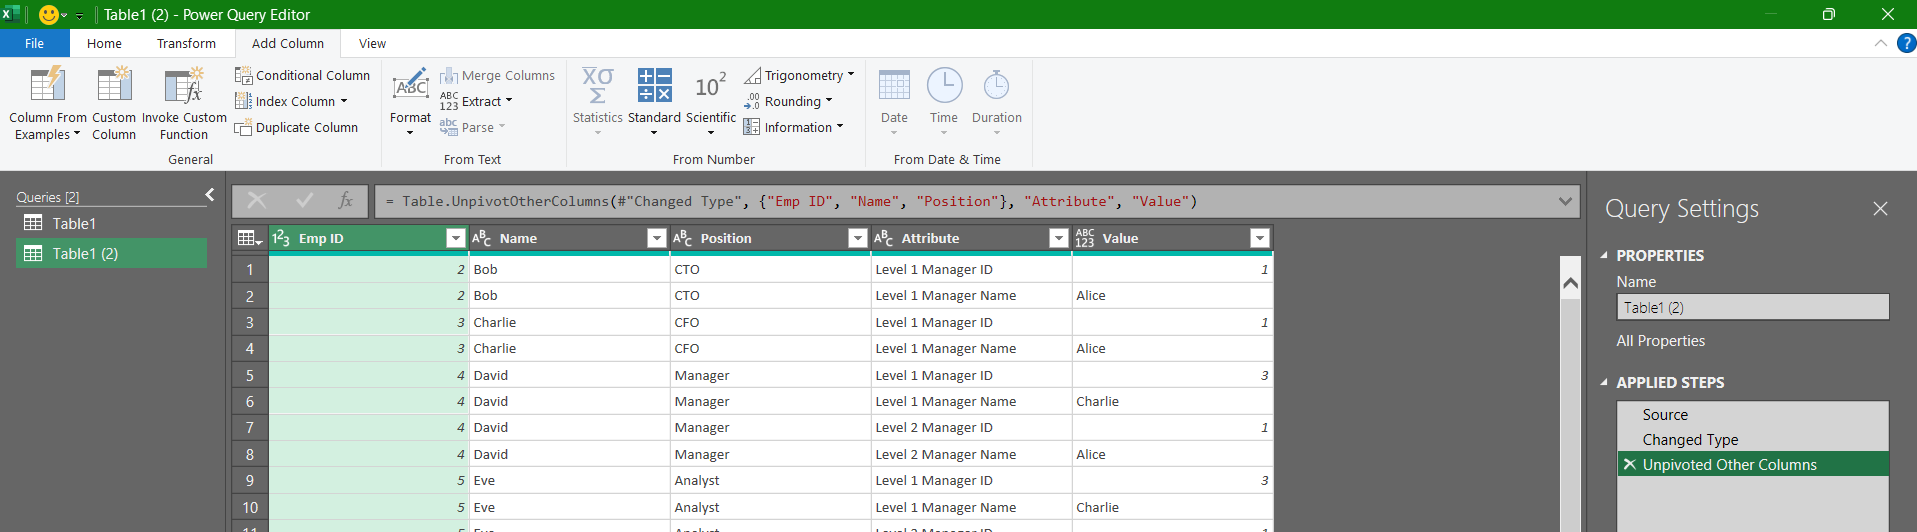 Table1 (2) - Power Query Editor
File Home Transform Add Column View
Column From Examples
Custom Column
Invoke Custom Function
Conditional Column
Index Column
Duplicate Column
General
Format
Merge Columns
Extract
Parse
From Text
Statistics
Standard
Scientific
Trigonometry
Rounding
Information
From Number
Date
Time
Duration
From Date & Time
Queries [2]
Table1
Table1 (2)
= Table.UnpivotOtherColumns(#"Changed Type", {"Emp ID", "Name", "Position"}, "Attribute", "Value")
Emp ID Name Position Attribute Value
1 2 Bob CTO Level 1 Manager ID 1
2 2 Bob CTO Level 1 Manager Name Alice
3 3 Charlie CFO Level 1 Manager ID 1
4 3 Charlie CFO Level 1 Manager Name Alice
5 4 David Manager Level 1 Manager ID 3
6 4 David Manager Level 1 Manager Name Charlie
7 4 David Manager Level 2 Manager ID 1
8 4 David Manager Level 2 Manager Name Alice
9 5 Eve Analyst Level 1 Manager ID 3
10 5 Eve Analyst Level 1 Manager Name Charlie
Query Settings
PROPERTIES
Name
Table1 (2)
All Properties
APPLIED STEPS
Source
Changed Type
Unpivoted Other Columns